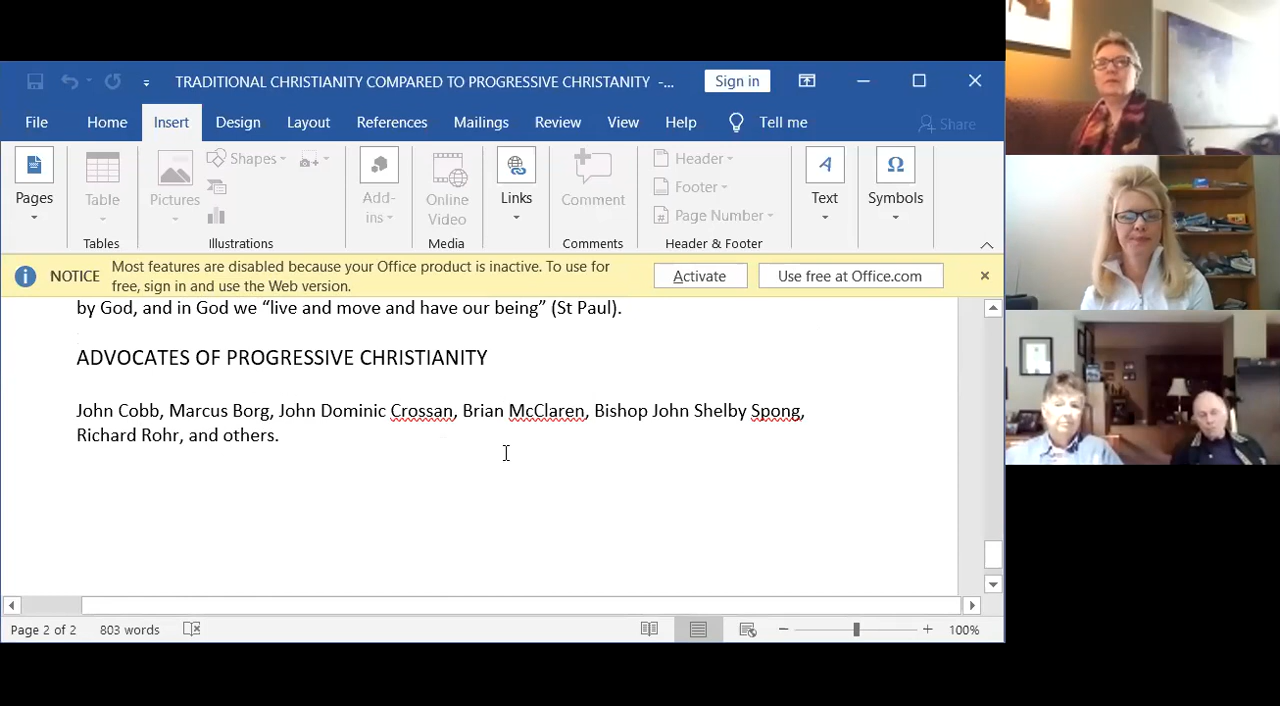 TRADITIONAL CHRISTIANITY COMPARED TO PROGRESSIVE CHRISTANITY -...
Sign in
File Home Insert Design Layout References Mailings Review View Help Tell me Share
Pages
Table
Tables
Pictures
Shapes
Illustrations
Add-
ins
Online
Video
Media
Links
Comment
Comments
Header
Footer
Page Number
Header & Footer
A
Text
Ω
Symbols
NOTICE
Most features are disabled because your Office product is inactive. To use for
free, sign in and use the Web version.
Activate
Use free at Office.com
by God, and in God we “live and move and have our being” (St Paul).
ADVOCATES OF PROGRESSIVE CHRISTIANITY
John Cobb, Marcus Borg, John Dominic Crossan, Brian McClaren, Bishop John Shelby Spong,
Richard Rohr, and others.
Page 2 of 2 803 words 100%